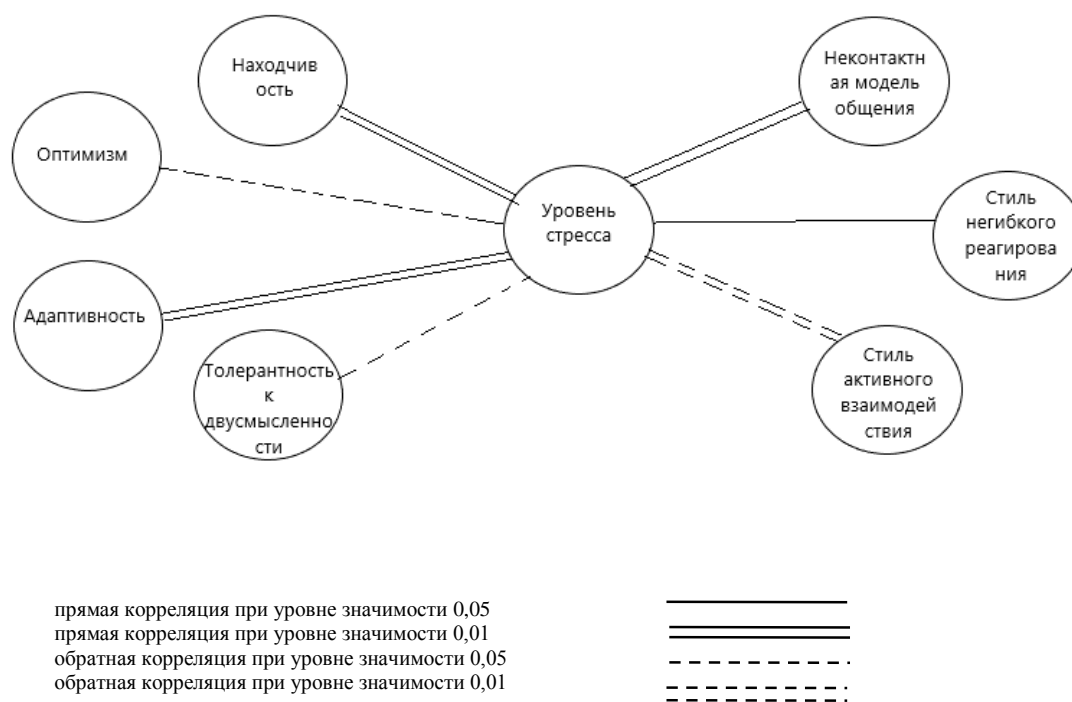 Находчив
ость
Неконтактн
ая модель
общения
Оптимизм
Уровень
стресса
Стиль
негибкого
реагирова
ния
Адаптивность
Толерантность
к
двусмысленно
сти
Стиль
активного
взаимодей
ствия
прямая корреляция при уровне значимости 0,05
прямая корреляция при уровне значимости 0,01
обратная корреляция при уровне значимости 0,05
обратная корреляция при уровне значимости 0,01